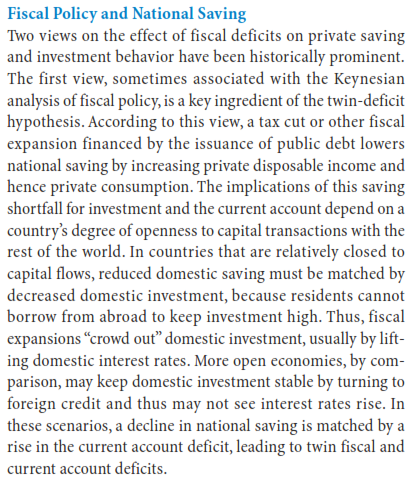 Fiscal Policy and National Saving
Two views on the effect of fiscal deficits on private saving
and investment behavior have been historically prominent.
The first view, sometimes associated with the Keynesian
analysis of fiscal policy, is a key ingredient of the twin-deficit
hypothesis. According to this view, a tax cut or other fiscal
expansion financed by the issuance of public debt lowers
national saving by increasing private disposable income and
hence private consumption. The implications of this saving
shortfall for investment and the current account depend on a
country's degree of openness to capital transactions with the
rest of the world. In countries that are relatively closed to
capital flows, reduced domestic saving must be matched by
decreased domestic investment, because residents cannot
borrow from abroad to keep investment high. Thus, fiscal
expansions “crowd out” domestic investment, usually by lift-
ing domestic interest rates. More open economies, by com-
parison, may keep domestic investment stable by turning to
foreign credit and thus may not see interest rates rise. In
these scenarios, a decline in national saving is matched by a
rise in the current account deficit, leading to twin fiscal and
current account deficits.